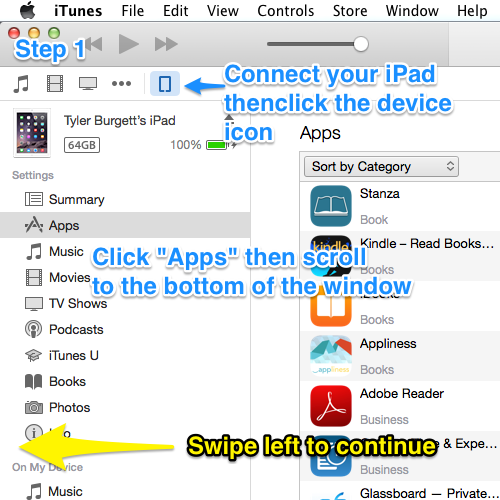 iTunes File Edit View Controls Store Window Help
Step 1
Connect your iPad
thenclick the device
icon
Tyler Burgett's iPad
64GB 100%
Apps
Sort by Category
Settings
Summary
Apps
Music
Movies
TV Shows
Podcasts
iTunes U
Books
Photos
On My Device
Music
Click "Apps" then scroll
to the bottom of the window
Stanza
Book
kindle
Kindle – Read Books...
Books
Books
Appliness
Books
Adobe Reader
Business
& Expe...
Business
Glassboard — Private...
Swipe left to continue